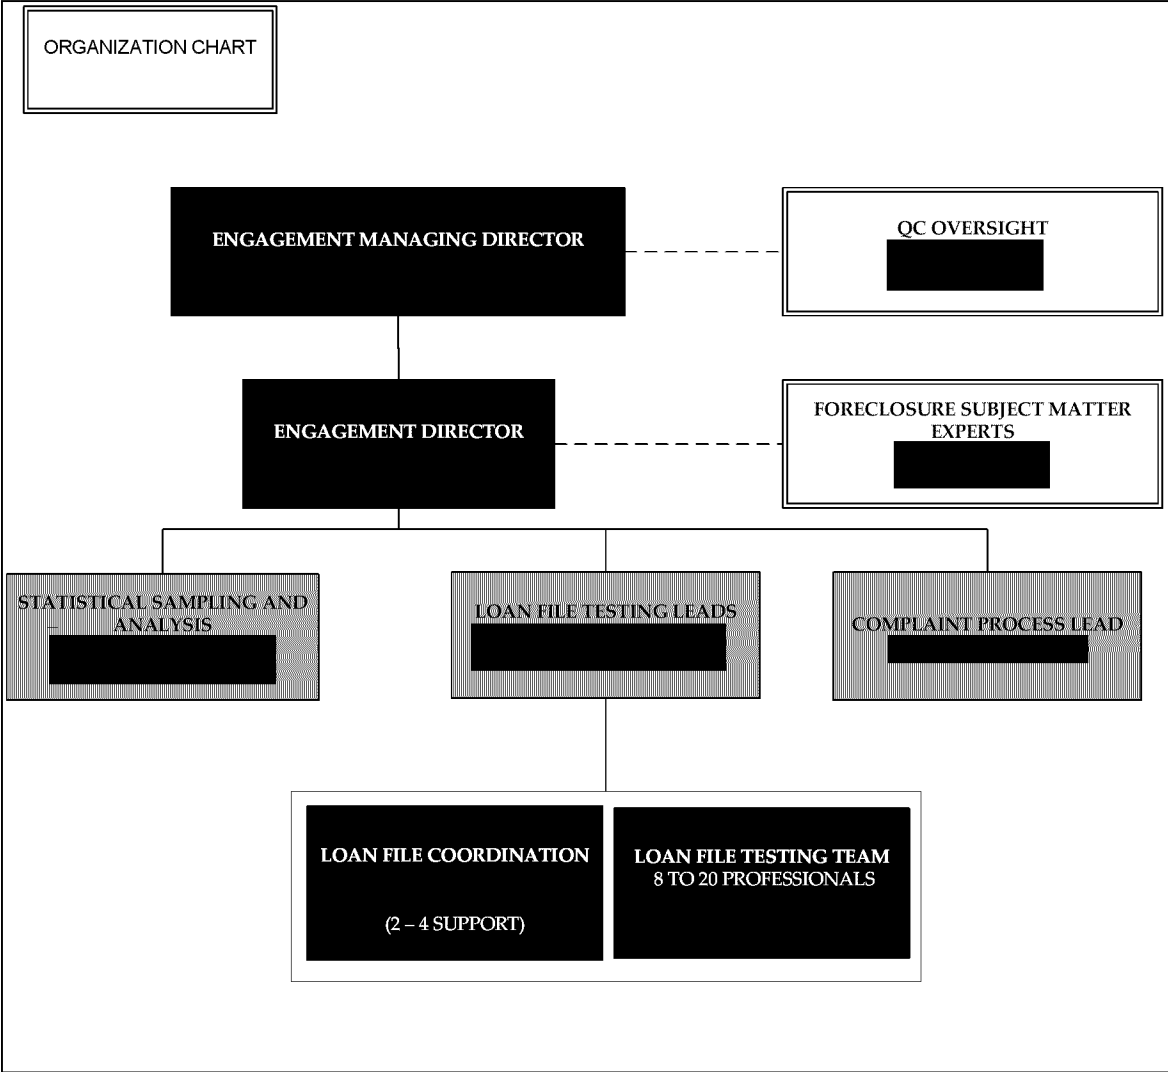 ORGANIZATION CHART
ENGAGEMENT MANAGING DIRECTOR
QC OVERSIGHT
ENGAGEMENT DIRECTOR
FORECLOSURE SUBJECT MATTER
EXPERTS
STATISTICAL SAMPLING AND
– ANALYSIS
LOAN FILE TESTING LEADS
COMPLAINT PROCESS LEAD
LOAN FILE COORDINATION
(2 – 4 SUPPORT)
LOAN FILE TESTING TEAM
8 TO 20 PROFESSIONALS